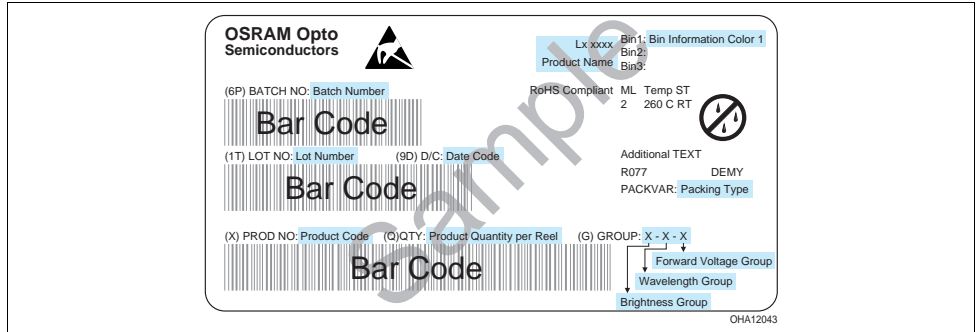 OSRAM Opto
Semiconductors
Lx xxxx
Product Name
Bin1: Bin Information Color 1
Bin2:
Bin3:
RoHS Compliant
ML Temp ST
2 260 C RT
(6P) BATCH NO: Batch Number
Bar Code
(1T) LOT NO: Lot Number (9D) D/C: Date Code
Bar Code
Additional TEXT
R077 DEMY
PACKVAR: Packing Type
(X) PROD NO: Product Code (Q)QTY: Product Quantity per Reel (G) GROUP: X - X - X
Bar Code
Forward Voltage Group
Wavelength Group
Brightness Group
Sample
OHA12043